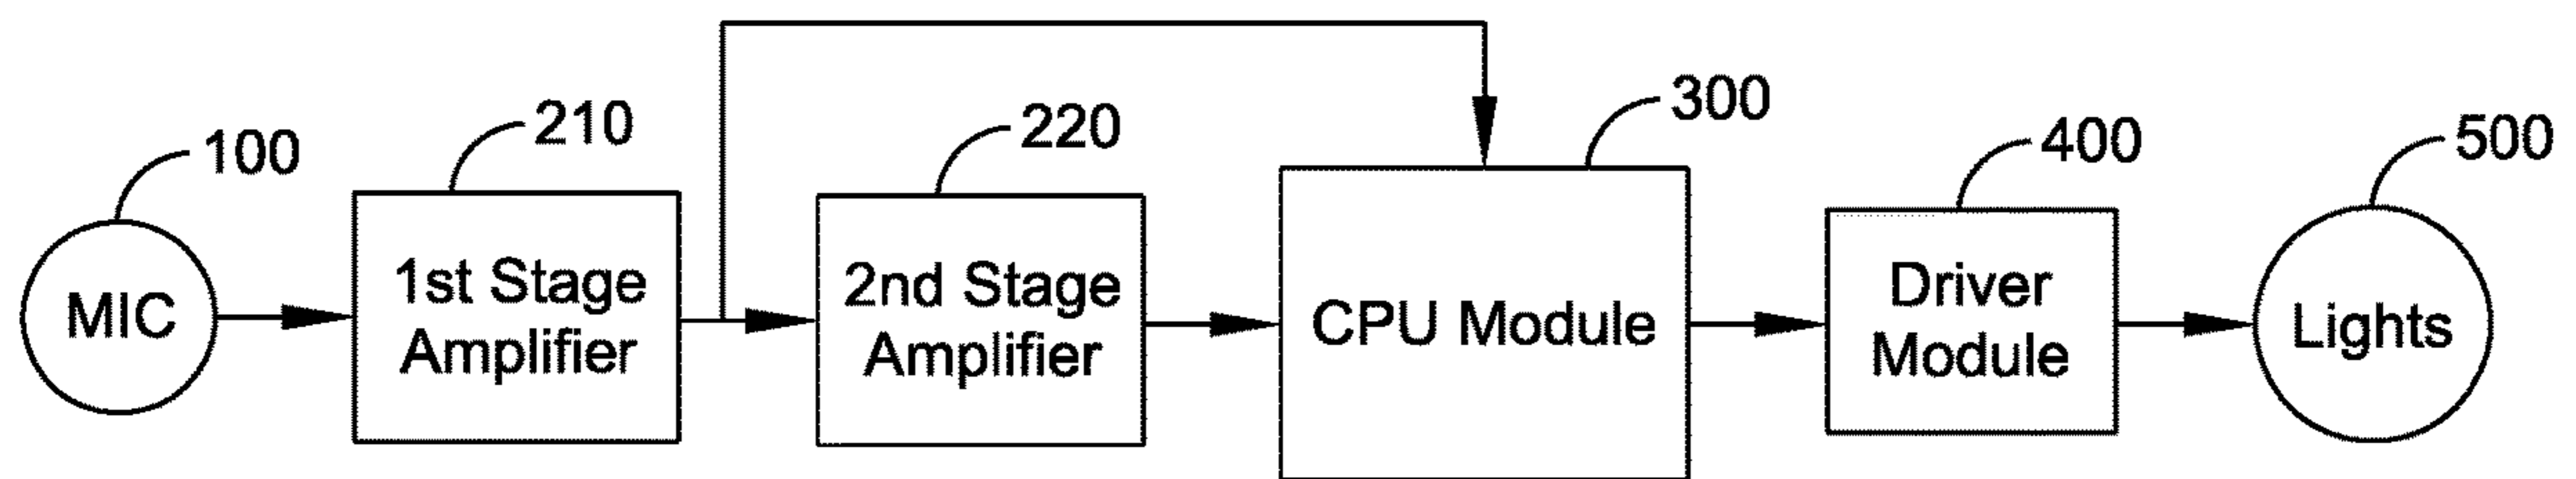 100
210
220
300
400
500
MIC
1st Stage
Amplifier
2nd Stage
Amplifier
CPU Module
Driver
Module
Lights